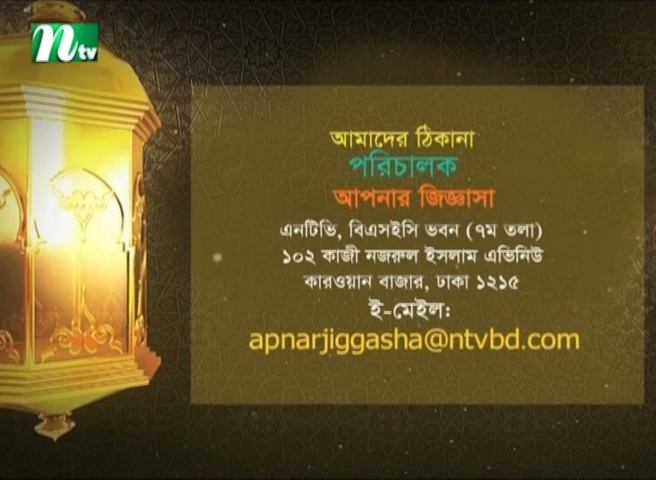 ntv
আমাদের ঠিকানা
পরিচালক
আপনার জিজ্ঞাসা
এনটিভি, বিএসইসি ভবন (৭ম তলা)
১০২ কাজী নজরুল ইসলাম এভিনিউ
কারওয়ান বাজার, ঢাকা ১২১৫
ই-মেইল:
apnarjiggasha@ntvbd.com